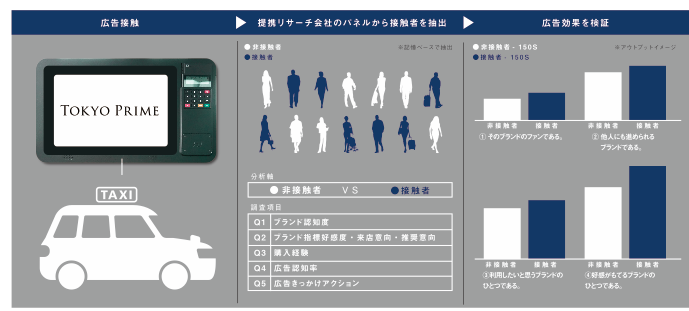 広告接触
提携リサーチ会社のパネルから接触者を抽出
広告効果を検証
TOKYO PRIME
TAXI
●非接触者
※記憶ベースで抽出
●接触者
分析軸
●非接触者 VS ●接触者
調査項目
Q1 ブランド認知度
Q2 ブランド指標好感度・来店意向・推奨意向
Q3 購入経験
Q4 広告認知率
Q5 広告きっかけアクション
●非接触者 - 150S
※アウトプットイメージ
●接触者 - 150S
非接触者 接触者
①そのブランドのファンである。
非接触者 接触者
②他人にも進められる
ブランドである。
非接触者 接触者
③利用したいと思うブランドの
ひとつである。
非接触者 接触者
④好感がもてるブランドの
ひとつである。